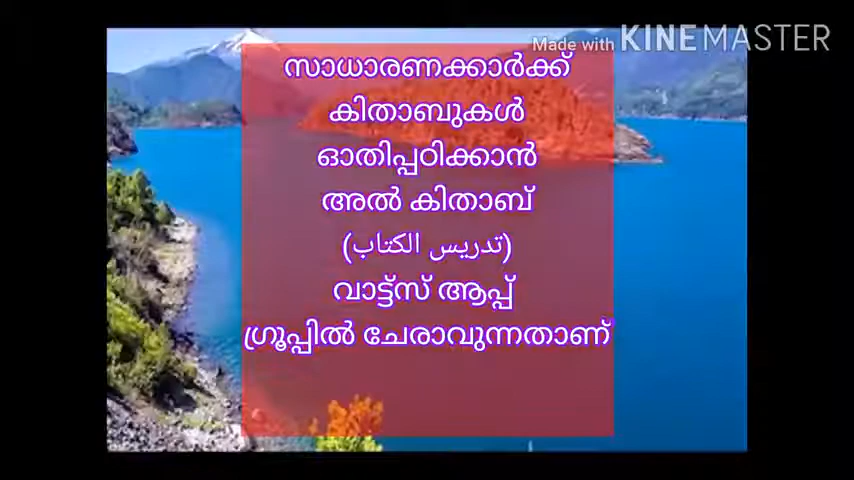 Made with KINEMASTER
സാധാരണക്കാർക്ക്
കിതാബുകൾ
ഓതിപ്പഠിക്കാൻ
അൽ കിതാബ്
(تدريس الكتاب)
വാട്ട്സ് ആപ്പ്
ഗ്രൂപ്പിൽ ചേരാവുന്നതാണ്